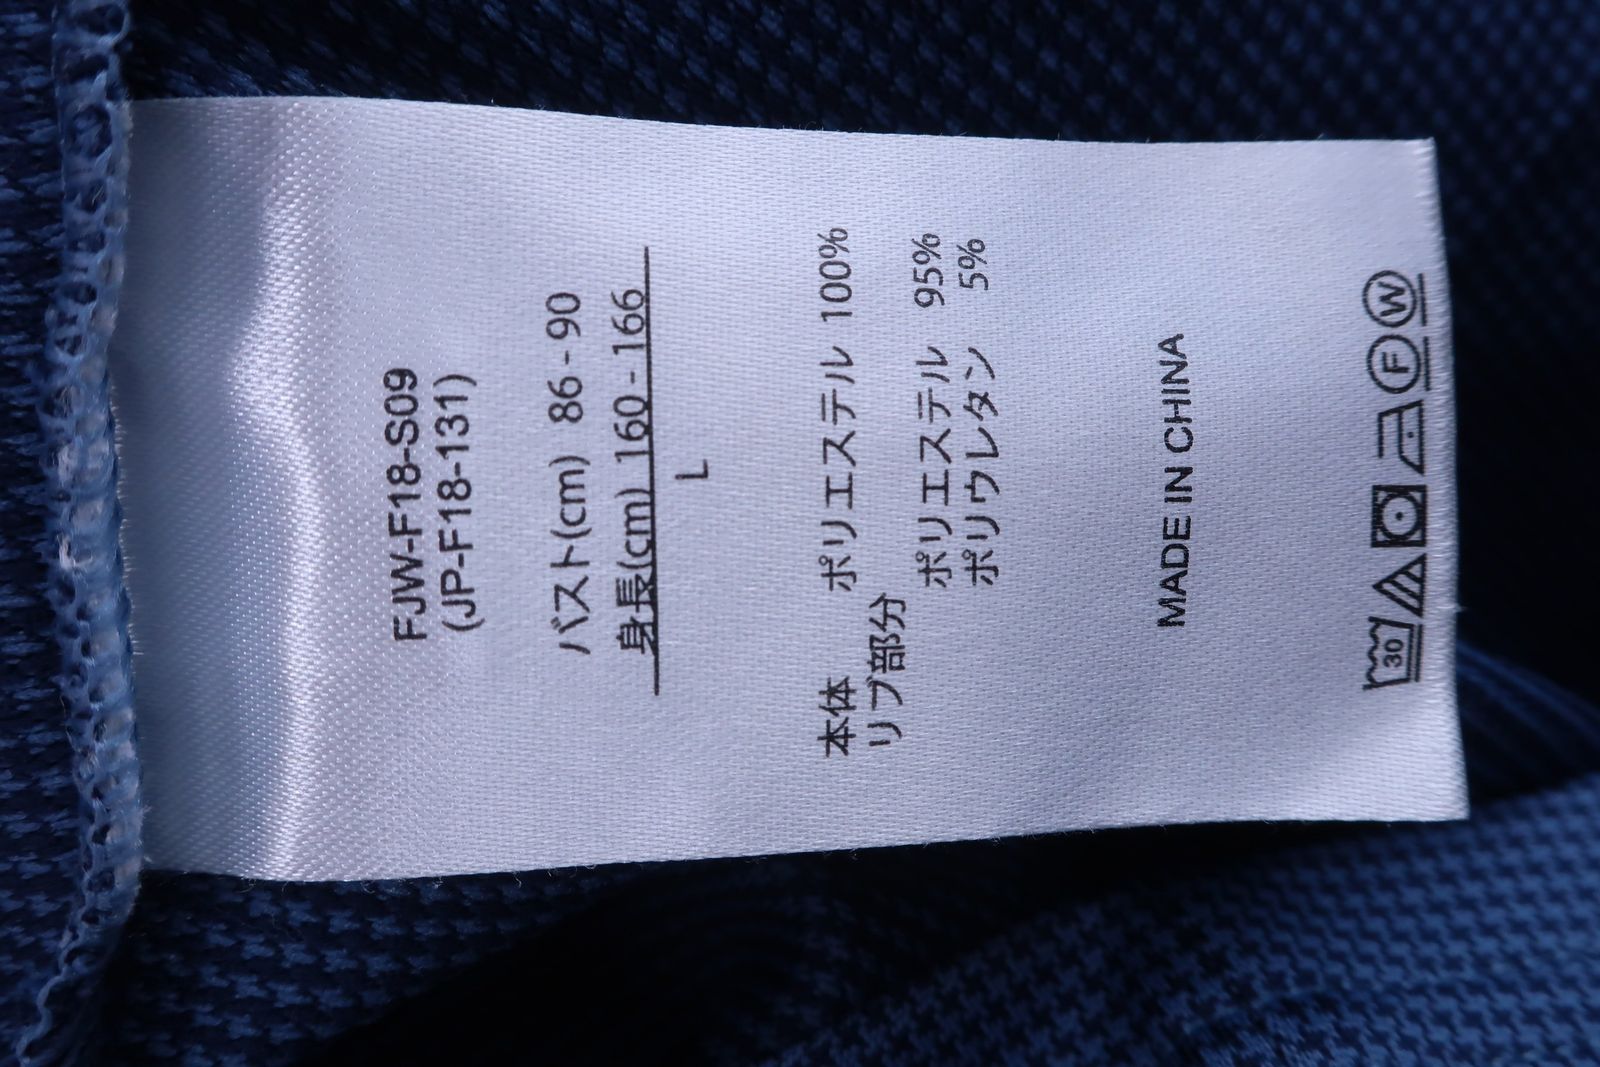 FJW-F18-S09
(JP-F18-131)
バスト(cm) 86-90
身長(cm) 160-166
L
本体 ポリエステル 100%
リブ部分
ポリエステル 95%
ポリウレタン 5%
MADE IN CHINA
30 F W